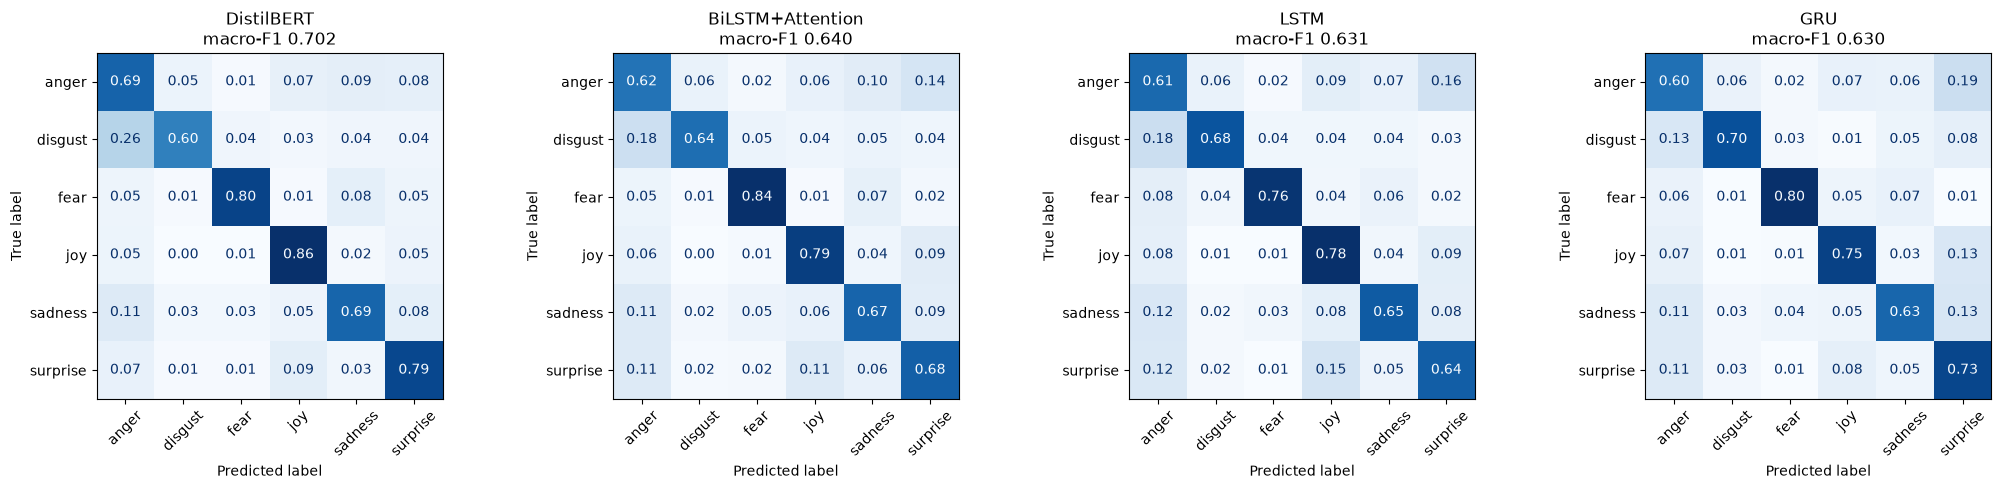 DistilBERT
macro-F1 0.702
True label
anger 0.69 0.05 0.01 0.07 0.09 0.08
disgust 0.26 0.60 0.04 0.03 0.04 0.04
fear 0.05 0.01 0.80 0.01 0.08 0.05
joy 0.05 0.00 0.01 0.86 0.02 0.05
sadness 0.11 0.03 0.03 0.05 0.69 0.08
surprise 0.07 0.01 0.01 0.09 0.03 0.79
anger disgust fear joy sadness surprise
Predicted label
BiLSTM+Attention
macro-F1 0.640
True label
anger 0.62 0.06 0.02 0.06 0.10 0.14
disgust 0.18 0.64 0.05 0.04 0.05 0.04
fear 0.05 0.01 0.84 0.01 0.07 0.02
joy 0.06 0.00 0.01 0.79 0.04 0.09
sadness 0.11 0.02 0.05 0.06 0.67 0.09
surprise 0.11 0.02 0.02 0.11 0.06 0.68
anger disgust fear joy sadness surprise
Predicted label
LSTM
macro-F1 0.631
True label
anger 0.61 0.06 0.02 0.09 0.07 0.16
disgust 0.18 0.68 0.04 0.04 0.04 0.03
fear 0.08 0.04 0.76 0.04 0.06 0.02
joy 0.08 0.01 0.01 0.78 0.04 0.09
sadness 0.12 0.02 0.03 0.08 0.65 0.08
surprise 0.12 0.02 0.01 0.15 0.05 0.64
anger disgust fear joy sadness surprise
Predicted label
GRU
macro-F1 0.630
True label
anger 0.60 0.06 0.02 0.07 0.06 0.19
disgust 0.13 0.70 0.03 0.01 0.05 0.08
fear 0.06 0.01 0.80 0.05 0.07 0.01
joy 0.07 0.01 0.01 0.75 0.03 0.13
sadness 0.11 0.03 0.04 0.05 0.63 0.13
surprise 0.11 0.03 0.01 0.08 0.05 0.73
anger disgust fear joy sadness surprise
Predicted label